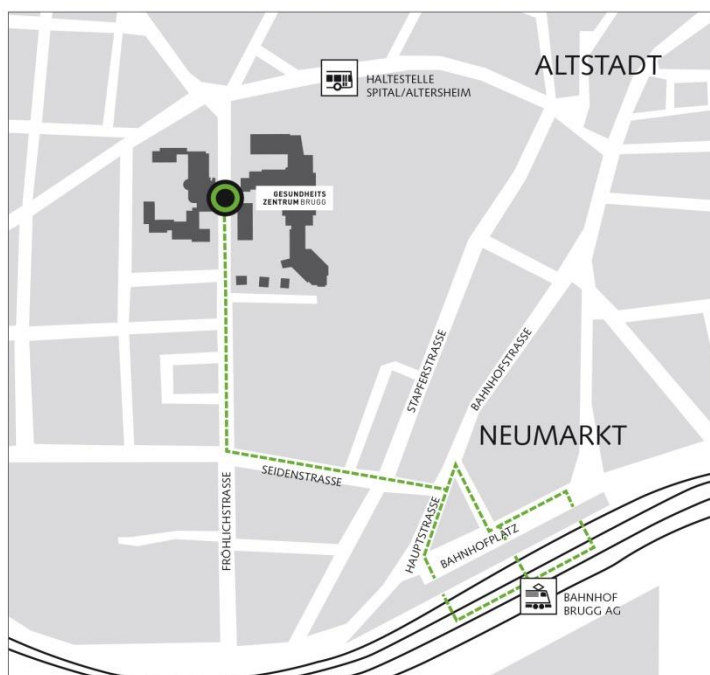 ALTSTADT
HALTESTELLE
SPITAL/ALTERSHEIM
GESUNDHEITS
ZENTRUM BRUGG
STAPFERSTRASSE
BAHNHOFSTRASSE
NEUMARKT
SEIDENSTRASSE
FRÖHLICHSTRASSE
HAUPTSTRASSE
BAHNHOFPLATZ
BAHNHOF
BRUGG AG